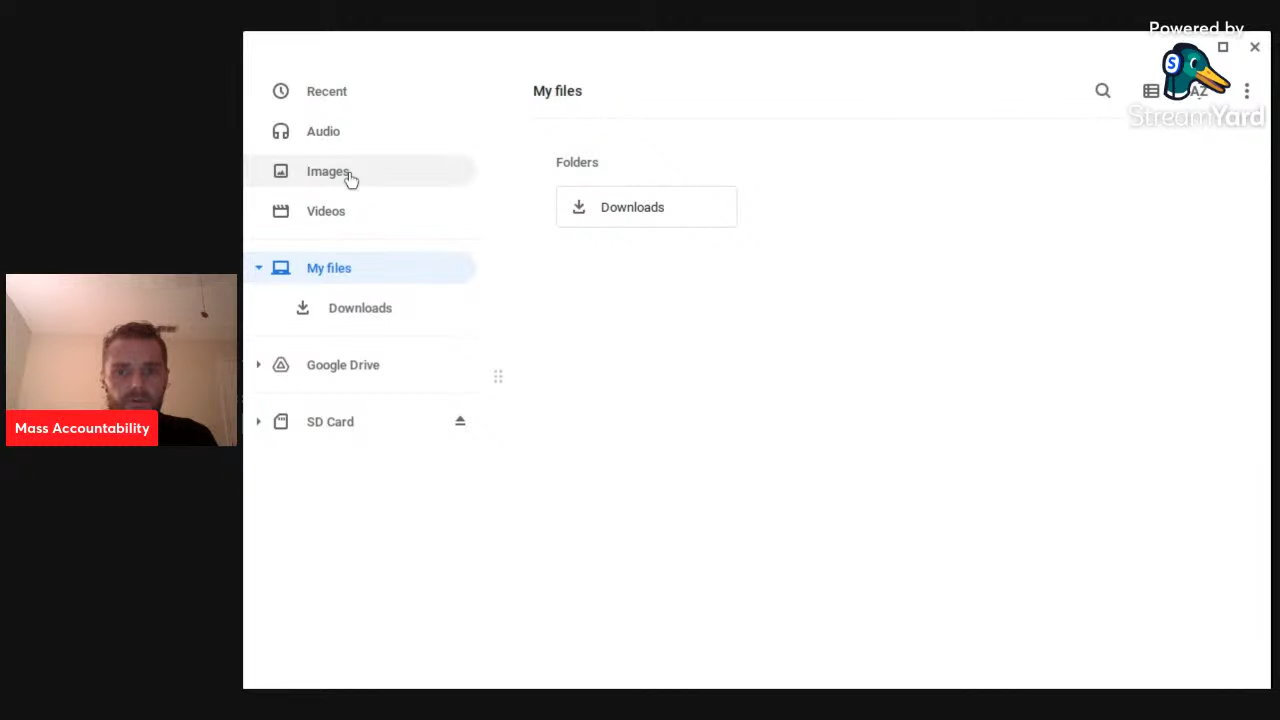 Powered by
StreamYard
Recent
Audio
Images
Videos
My files
Downloads
Google Drive
SD Card
My files
AZ
Folders
Downloads
Mass Accountability
S